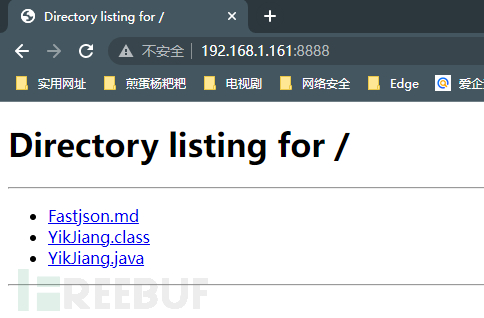 Directory listing for /
不安全 192.168.1.161:8888
实用网址 煎蛋杨粑粑 电视剧 网络安全 Edge 爱企
Directory listing for /
Fastjson.md
YikJiang.class
YikJiang.java
FREEBUF